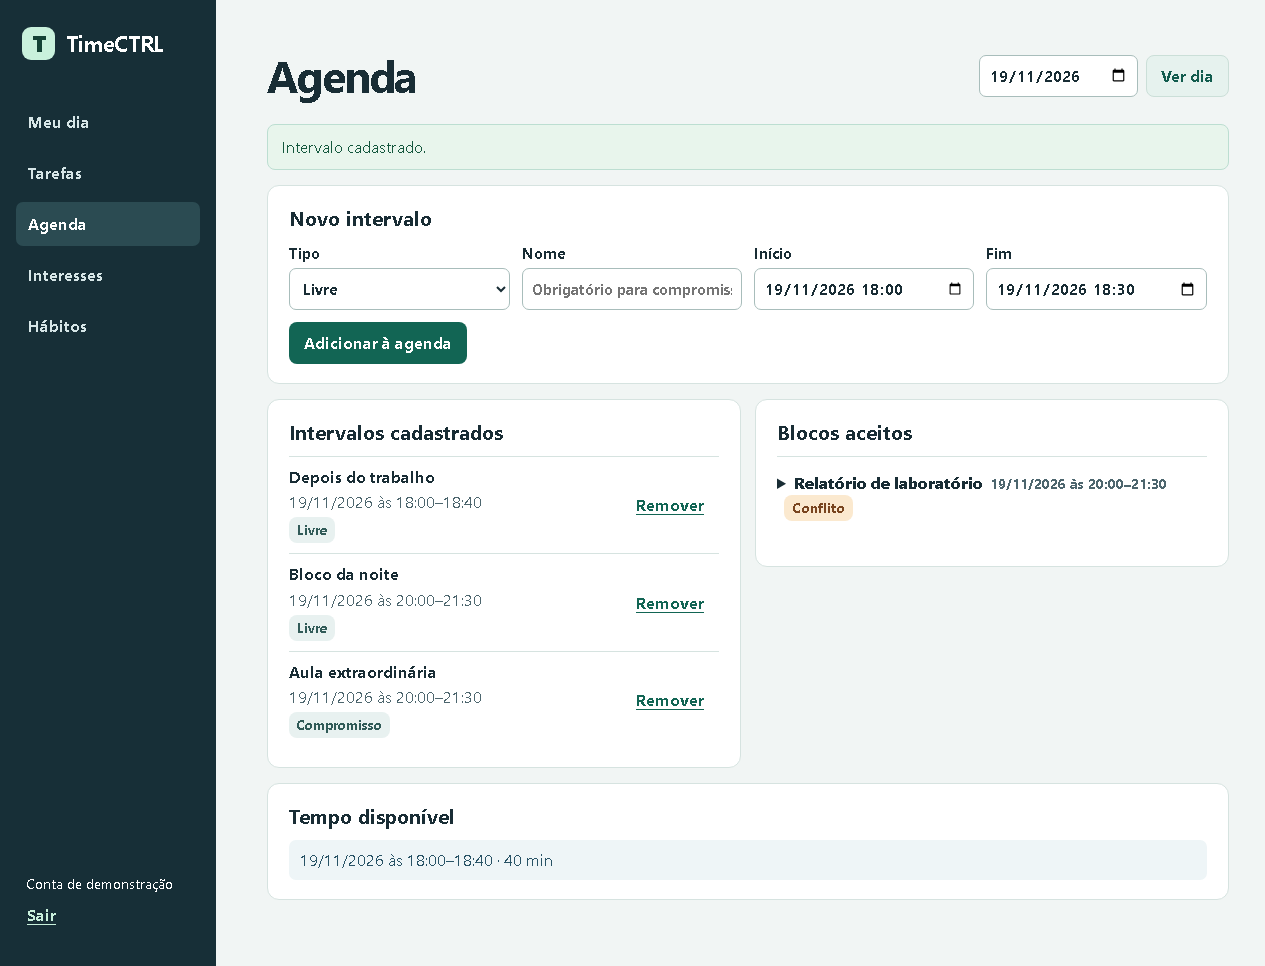 T TimeCTRL
Meu dia
Tarefas
Agenda
Interesses
Hábitos
Conta de demonstração
Sair
Agenda
19/11/2026
Ver dia
Intervalo cadastrado.
Novo intervalo
Tipo
Nome
Início
Fim
Livre
Obrigatório para compromis
19/11/2026 18:00
19/11/2026 18:30
Adicionar à agenda
Intervalos cadastrados
Depois do trabalho
19/11/2026 às 18:00–18:40
Livre
Remover
Bloco da noite
19/11/2026 às 20:00–21:30
Livre
Remover
Aula extraordinária
19/11/2026 às 20:00–21:30
Compromisso
Remover
Blocos aceitos
Relatório de laboratório 19/11/2026 às 20:00–21:30
Conflito
Tempo disponível
19/11/2026 às 18:00–18:40 · 40 min